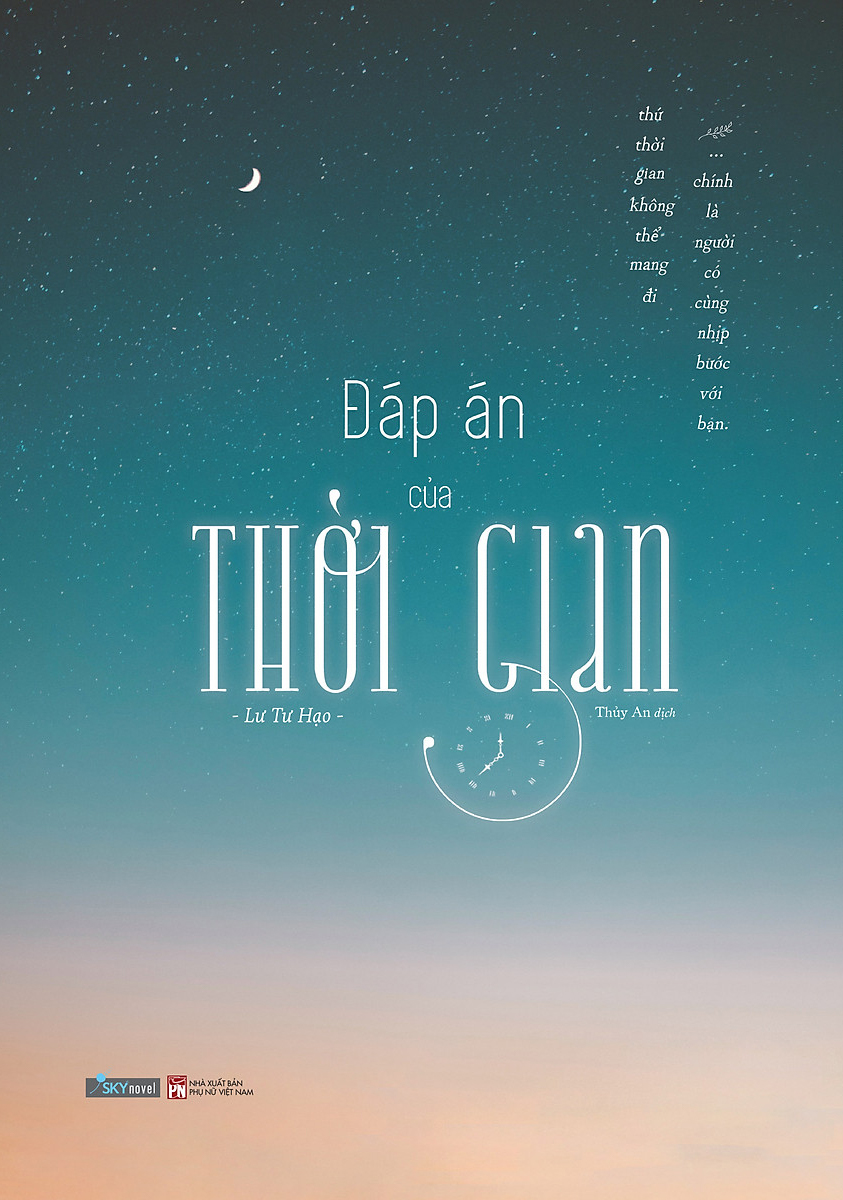 thứ
thời
gian
không
thể
mang
đi
...
chính
là
người
có
cùng
nhịp
bước
với
bạn.
Đáp án
của
THỜI GIAN
- Lư Tư Hạo -
Thủy An dịch
SKYnovel
PN
NHÀ XUẤT BẢN
PHỤ NỮ VIỆT NAM